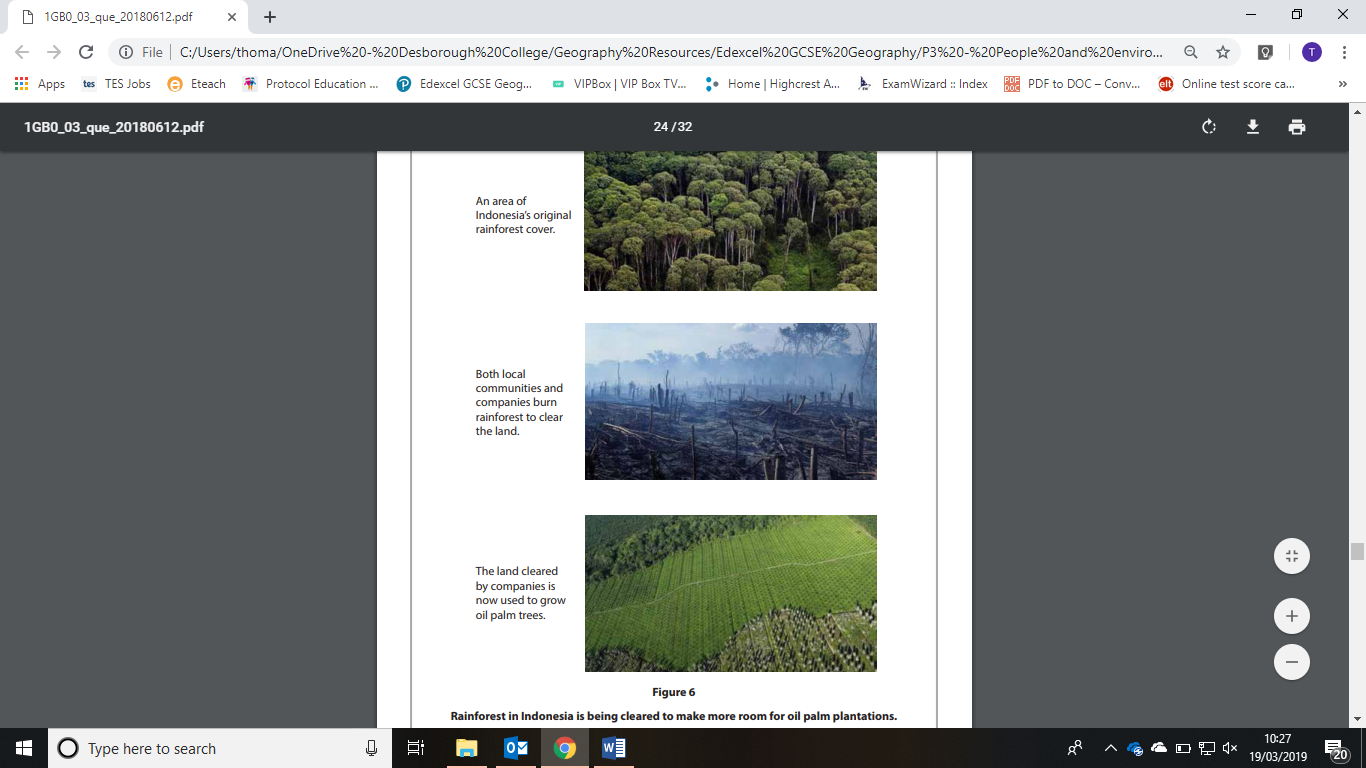 1GB0_03_que_20180612.pdf
File | C:/Users/thoma/OneDrive%20-%20Desborough%20College/Geography%20Resources/Edexcel%20GCSE%20Geography/P3%20-%20People%20and%20enviro...
T
Apps
tes TES Jobs
Eteach
Protocol Education ...
Edexcel GCSE Geog...
VIPBox | VIP Box TV...
Home | Highcrest A...
ExamWizard :: Index
PDF DOC PDF to DOC – Conv...
elt Online test score ca...
»
1GB0_03_que_20180612.pdf
24 / 32
An area of
Indonesia's original
rainforest cover.
Both local
communities and
companies burn
rainforest to clear
the land.
The land cleared
by companies is
now used to grow
oil palm trees.
Figure 6
Rainforest in Indonesia is being cleared to make more room for oil palm plantations.
Type here to search
10:27
19/03/2019
20